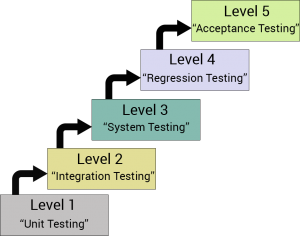 Level 5
“Acceptance Testing”
Level 4
“Regression Testing”
Level 3
“System Testing”
Level 2
“Integration Testing”
Level 1
“Unit Testing”